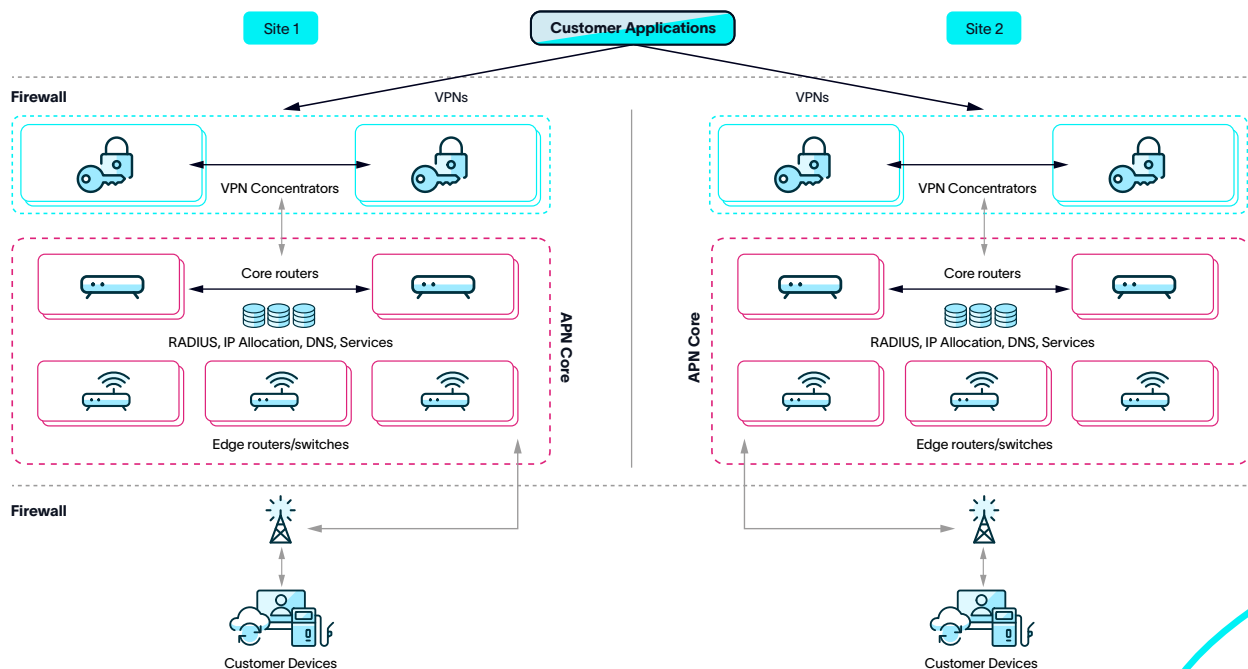 Site 1
Customer Applications
Site 2
Firewall
VPNs
VPNs
VPN Concentrators
VPN Concentrators
Core routers
RADIUS, IP Allocation, DNS, Services
Edge routers/switches
APN Core
APN Core
Core routers
RADIUS, IP Allocation, DNS, Services
Edge routers/switches
Firewall
Customer Devices
Customer Devices